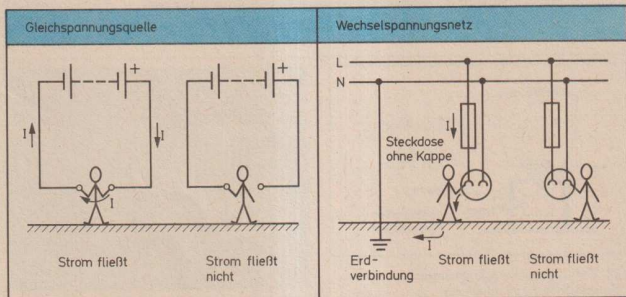 Gleichspannungsquelle
+
+
I
I
I
Strom fließt
Strom fließt
nicht
Wechselspannungsnetz
L
N
I
Steckdose
ohne Kappe
I
Erd-
verbindung
Strom fließt
Strom fließt
nicht